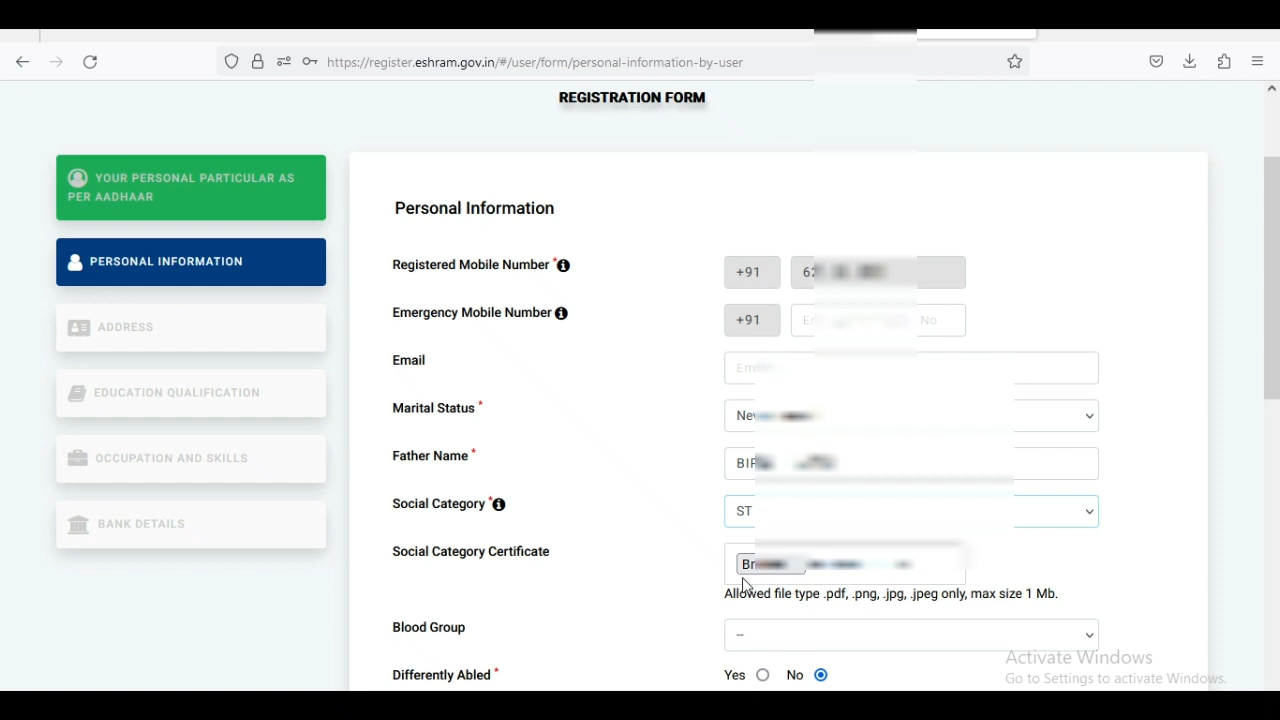 https://register.eshram.gov.in/#/user/form/personal-information-by-user
REGISTRATION FORM
YOUR PERSONAL PARTICULAR AS
PER AADHAAR
PERSONAL INFORMATION
ADDRESS
EDUCATION QUALIFICATION
OCCUPATION AND SKILLS
BANK DETAILS
Personal Information
Registered Mobile Number *
+91
Emergency Mobile Number
+91 No
Email
Marital Status *
Father Name *
Social Category *
ST
Social Category Certificate
Allowed file type .pdf, .png, .jpg, .jpeg only, max size 1 Mb.
Blood Group
--
Differently Abled *
Yes No
Activate Windows
Go to Settings to activate Windows.